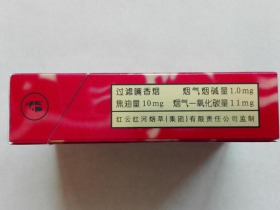 过滤嘴香烟 烟气烟碱量1.0mg
焦油量10mg 烟气一氧化碳量11mg
红云红河烟草(集团)有限责任公司出品